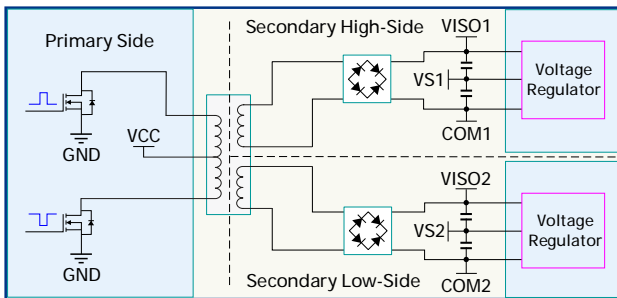 Primary Side
Secondary High-Side
VISO1
VS1
COM1
Voltage
Regulator
GND
VCC
GND
VISO2
VS2
COM2
Voltage
Regulator
Secondary Low-Side